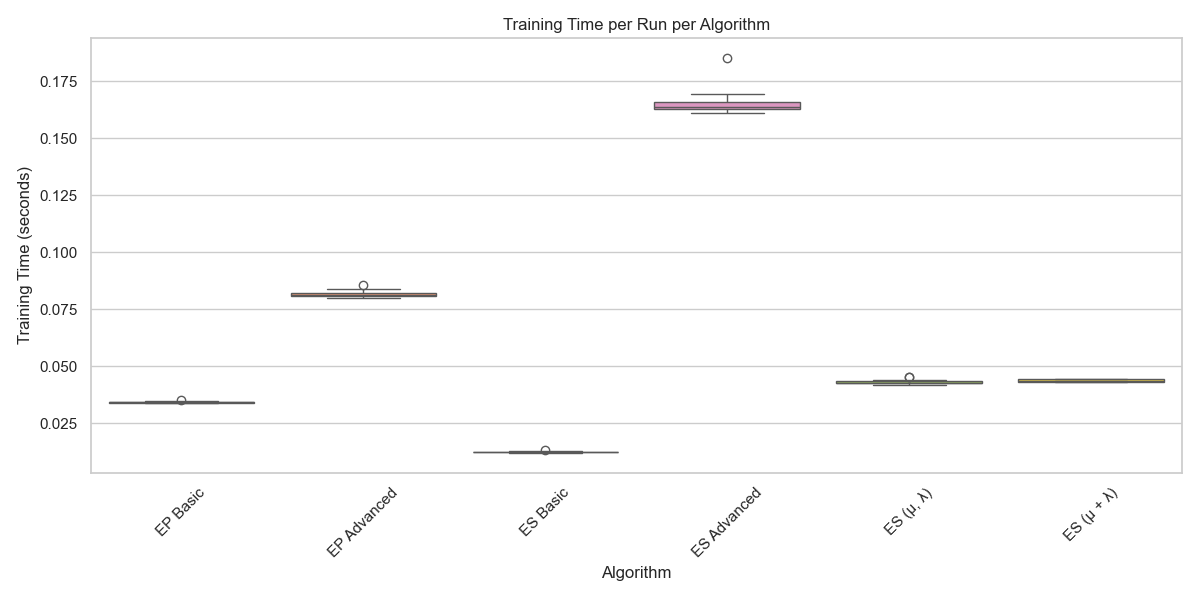 Training Time per Run per Algorithm
Training Time (seconds)
0.175
0.150
0.125
0.100
0.075
0.050
0.025
EP Basic
EP Advanced
ES Basic
ES Advanced
ES (μ, λ)
ES (μ + λ)
Algorithm